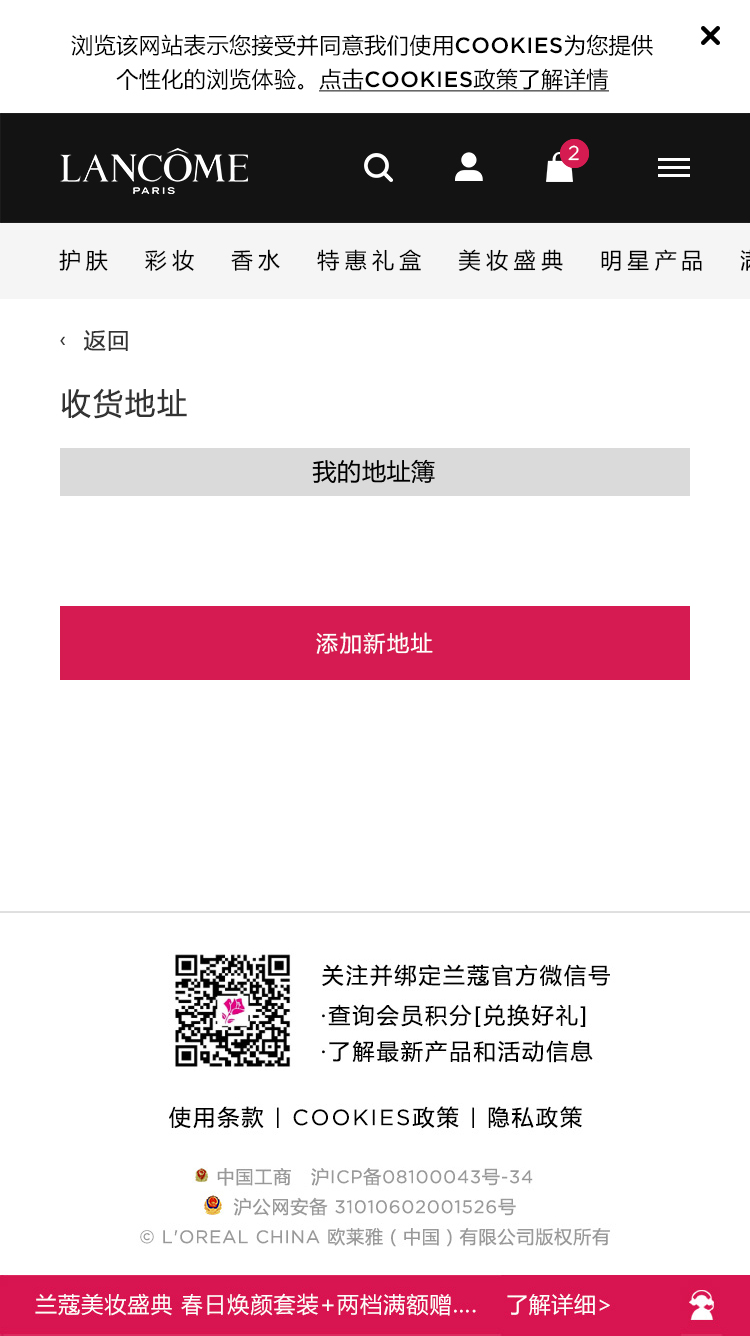 浏览该网站表示您接受并同意我们使用COOKIES为您提供
个性化的浏览体验。点击COOKIES政策了解详情
LANCÔME
PARIS
2
护肤 彩妆 香水 特惠礼盒 美妆盛典 明星产品
‹ 返回
收货地址
我的地址簿
添加新地址
关注并绑定兰蔻官方微信号
·查询会员积分[兑换好礼]
·了解最新产品和活动信息
使用条款 | COOKIES政策 | 隐私政策
中国工商 沪ICP备08100043号-34
沪公网安备 31010602001526号
© L'OREAL CHINA 欧莱雅 ( 中国 ) 有限公司版权所有
兰蔻美妆盛典 春日焕颜套装+两档满额赠.... 了解详细>